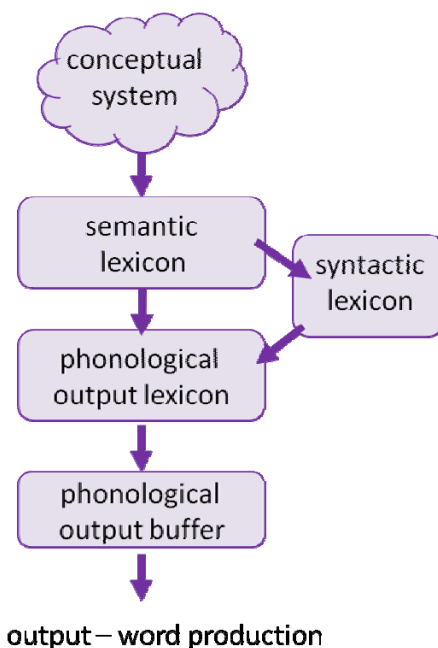 conceptual
system
semantic
lexicon
syntactic
lexicon
phonological
output lexicon
phonological
output buffer
output – word production